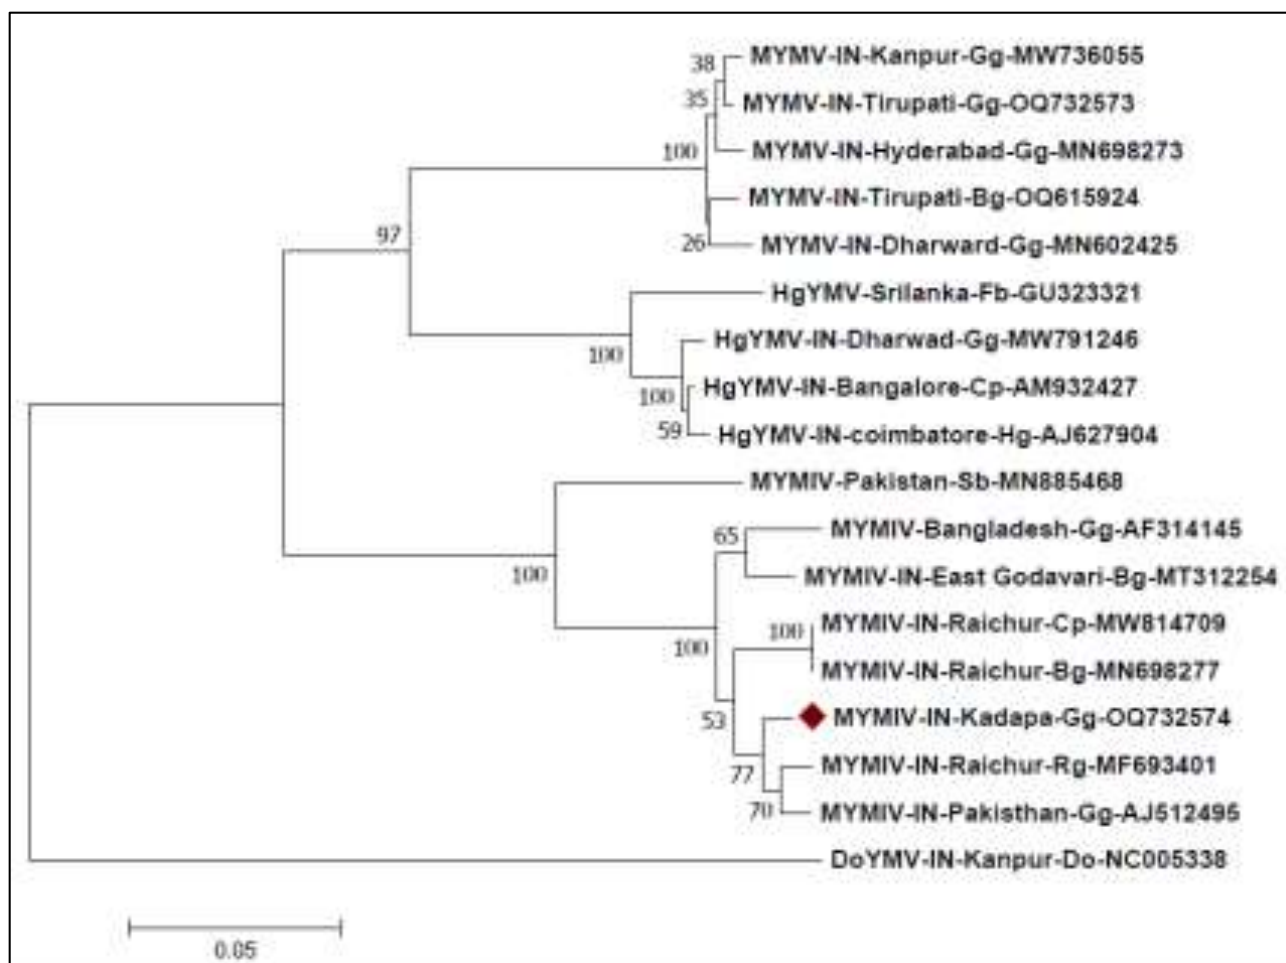 38
MYMV-IN-Kanpur-Gg-MW736055
35
MYMV-IN-Tirupati-Gg-OQ732573
100
MYMV-IN-Hyderabad-Gg-MN698273
MYMV-IN-Tirupati-Bg-OQ615924
97
26
MYMV-IN-Dharward-Gg-MN602425
HgYMV-Srilanka-Fb-GU323321
100
HgYMV-IN-Dharwad-Gg-MW791246
100
HgYMV-IN-Bangalore-Cp-AM932427
59
HgYMV-IN-coimbatore-Hg-AJ627904
MYMIV-Pakistan-Sb-MN885468
65
MYMIV-Bangladesh-Gg-AF314145
100
MYMIV-IN-East Godavari-Bg-MT312254
100
MYMIV-IN-Raichur-Cp-MW814709
100
MYMIV-IN-Raichur-Bg-MN698277
53
MYMIV-IN-Kadapa-Gg-OQ732574
77
MYMIV-IN-Raichur-Rg-MF693401
70
MYMIV-IN-Pakisthan-Gg-AJ512495
DoYMV-IN-Kanpur-Do-NC005338
0.05